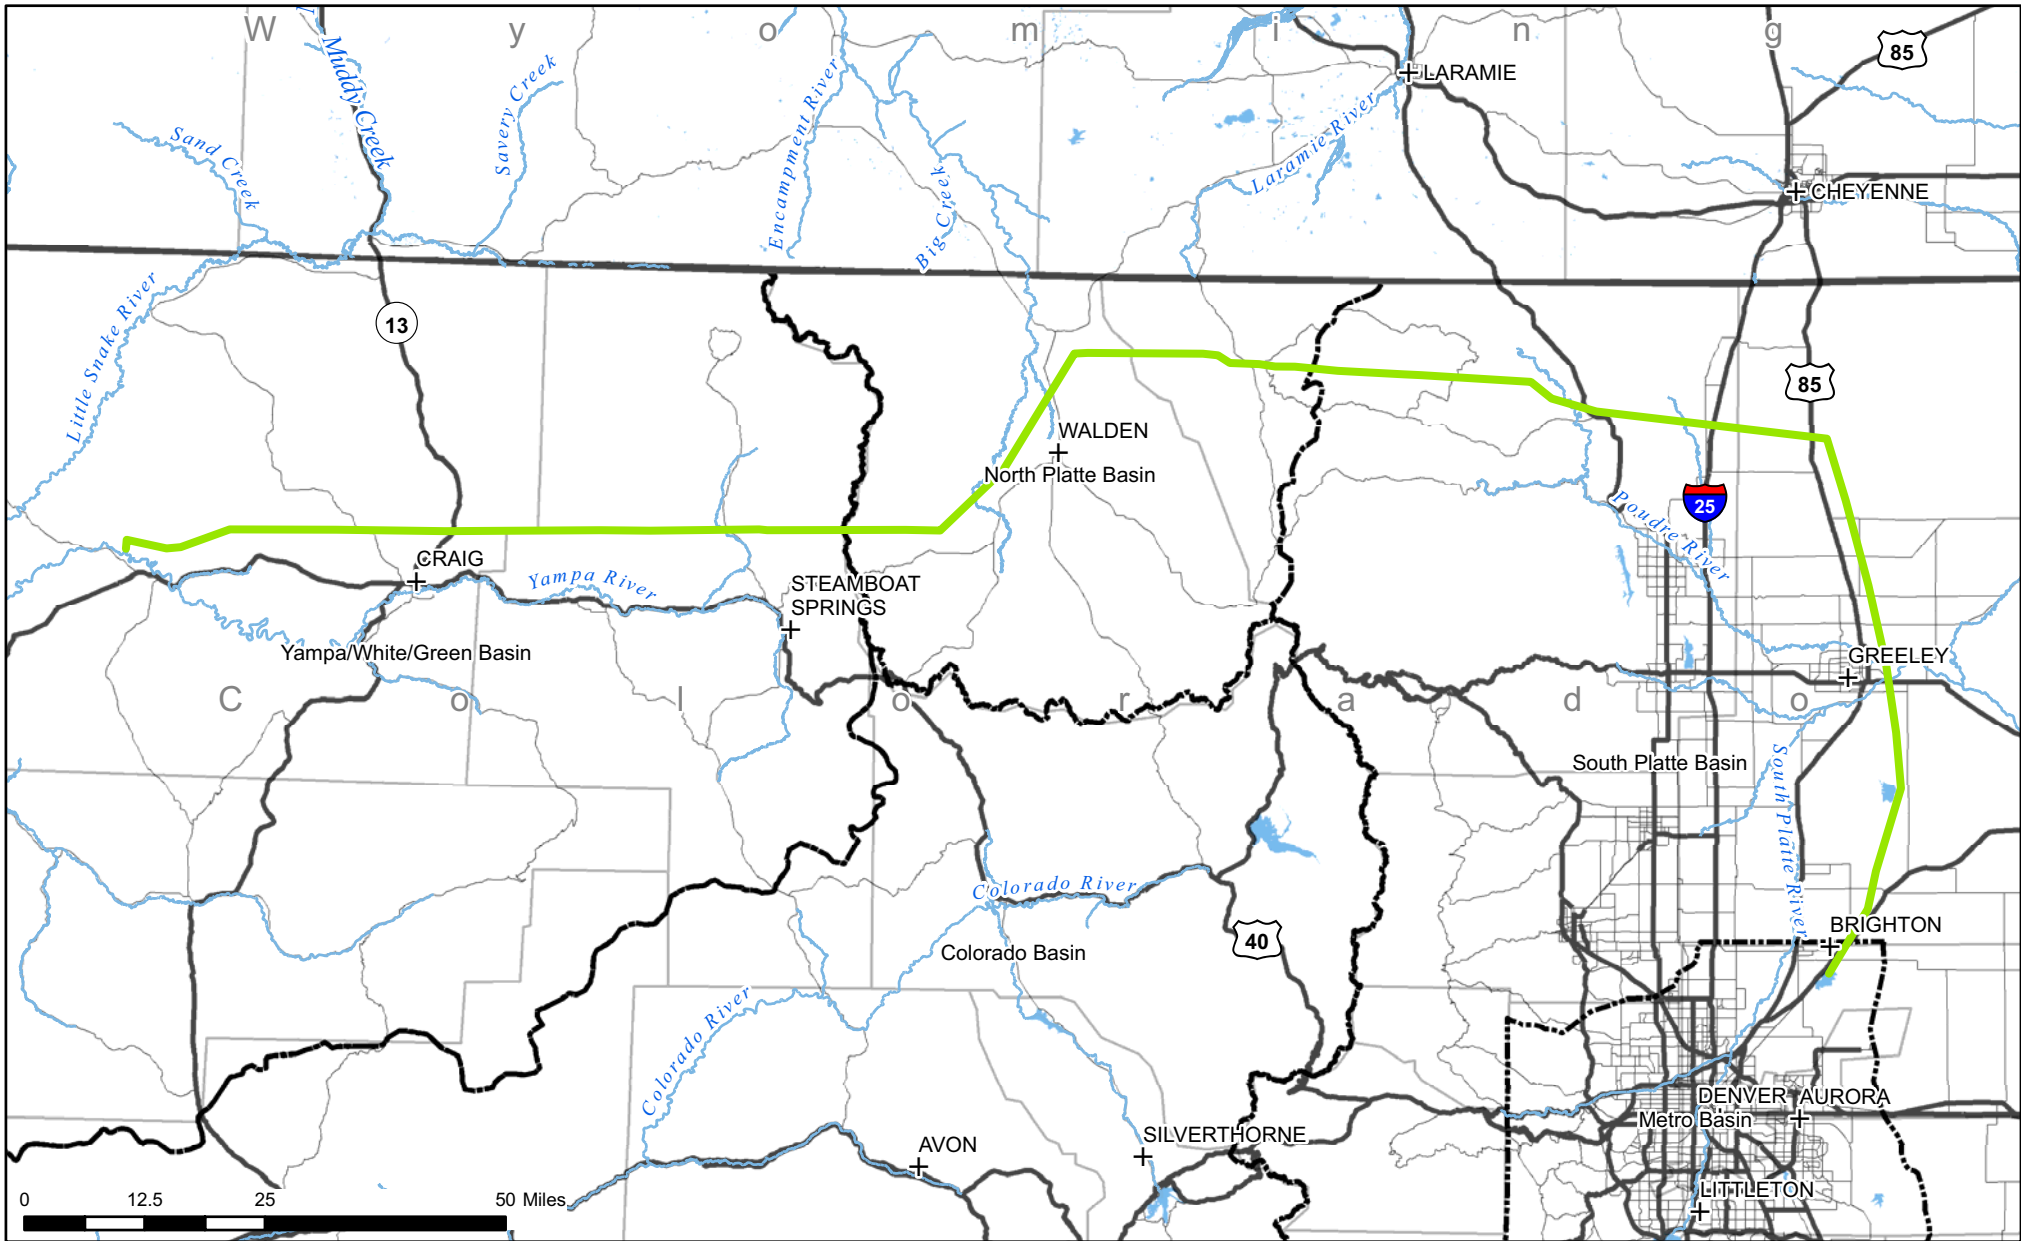 W y o m i n g
85
LARAMIE
Muddy Creek
Savery Creek
Encampment River
Sand Creek
Laramie River
Big Creek
CHEYENNE
Little Snake River
13
85
WALDEN
North Platte Basin
25
Poudre River
CRAIG
Yampa River
STEAMBOAT
SPRINGS
Yampa/White/Green Basin
GREELEY
C o l o r a d o
South Platte Basin
South Platte River
Colorado River
BRIGHTON
40
Colorado Basin
Colorado River
DENVER
AURORA
Metro Basin
SILVERTHORNE
AVON
LITTLETON
0 12.5 25 50 Miles